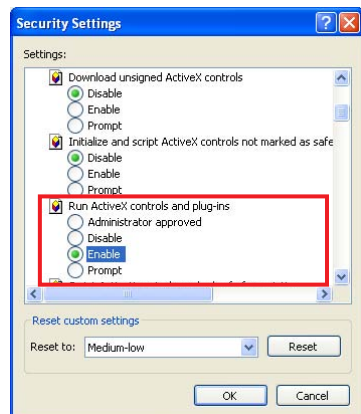 Security Settings
Settings:
Download unsigned ActiveX controls
Disable
Enable
Prompt
Initialize and script ActiveX controls not marked as safe
Disable
Enable
Prompt
Run ActiveX controls and plug-ins
Administrator approved
Disable
Enable
Prompt
Reset custom settings
Reset to: Medium-low Reset
OK Cancel